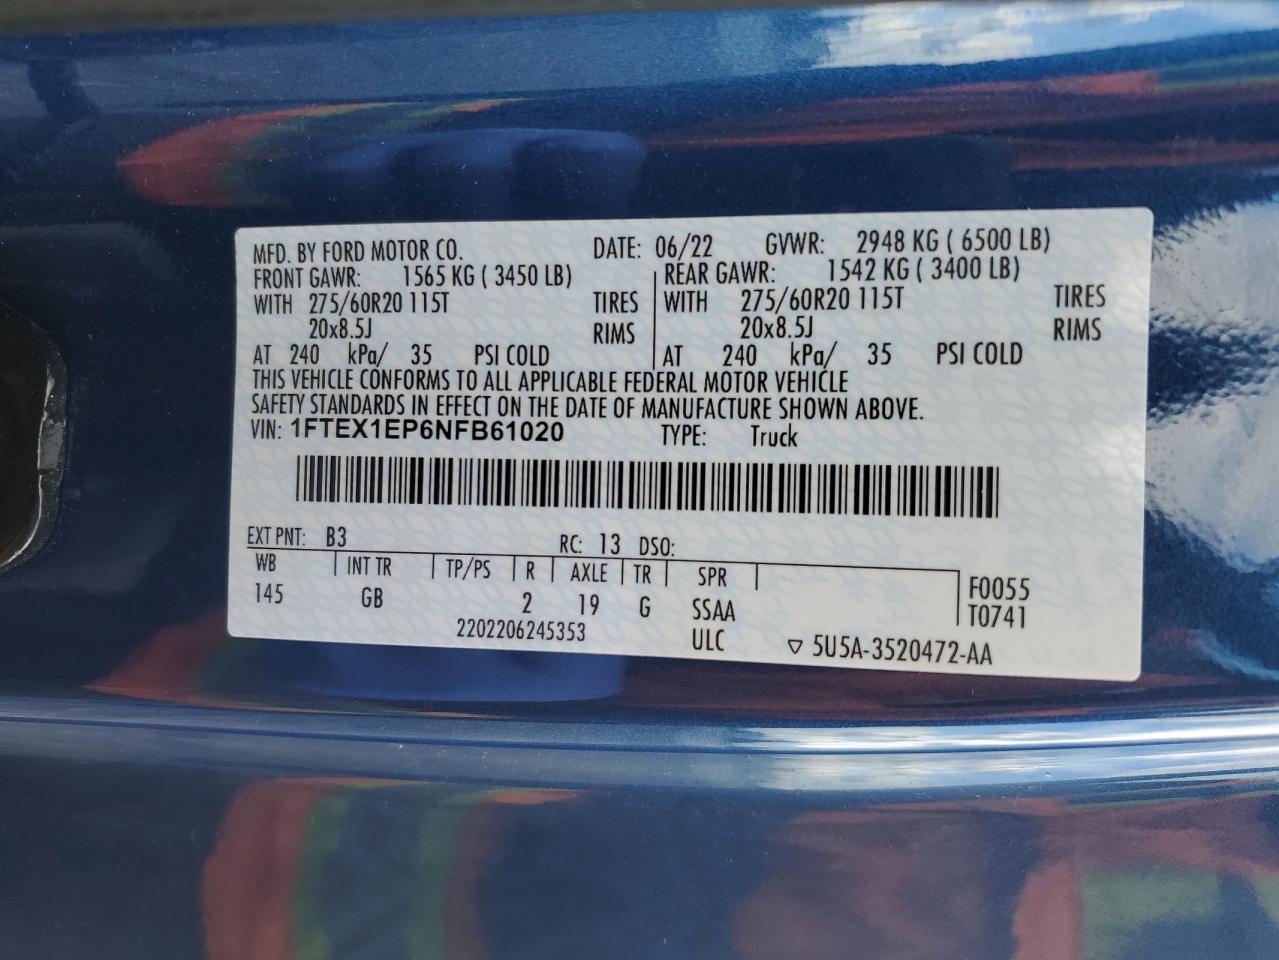 MFD. BY FORD MOTOR CO. DATE: 06/22 GVWR: 2948 KG ( 6500 LB)
FRONT GAWR: 1565 KG ( 3450 LB) REAR GAWR: 1542 KG ( 3400 LB)
WITH 275/60R20 115T TIRES WITH 275/60R20 115T TIRES
20x8.5J RIMS 20x8.5J RIMS
AT 240 kPa/ 35 PSI COLD AT 240 kPa/ 35 PSI COLD
THIS VEHICLE CONFORMS TO ALL APPLICABLE FEDERAL MOTOR VEHICLE
SAFETY STANDARDS IN EFFECT ON THE DATE OF MANUFACTURE SHOWN ABOVE.
VIN: 1FTEX1EP6NFB61020 TYPE: Truck
EXT PNT: B3 RC: 13 DSO:
WB INT TR TP/PS R AXLE TR SPR F0055
145 GB 2 19 G SSAA T0741
2202206245353 ULC ▽ 5U5A-3520472-AA